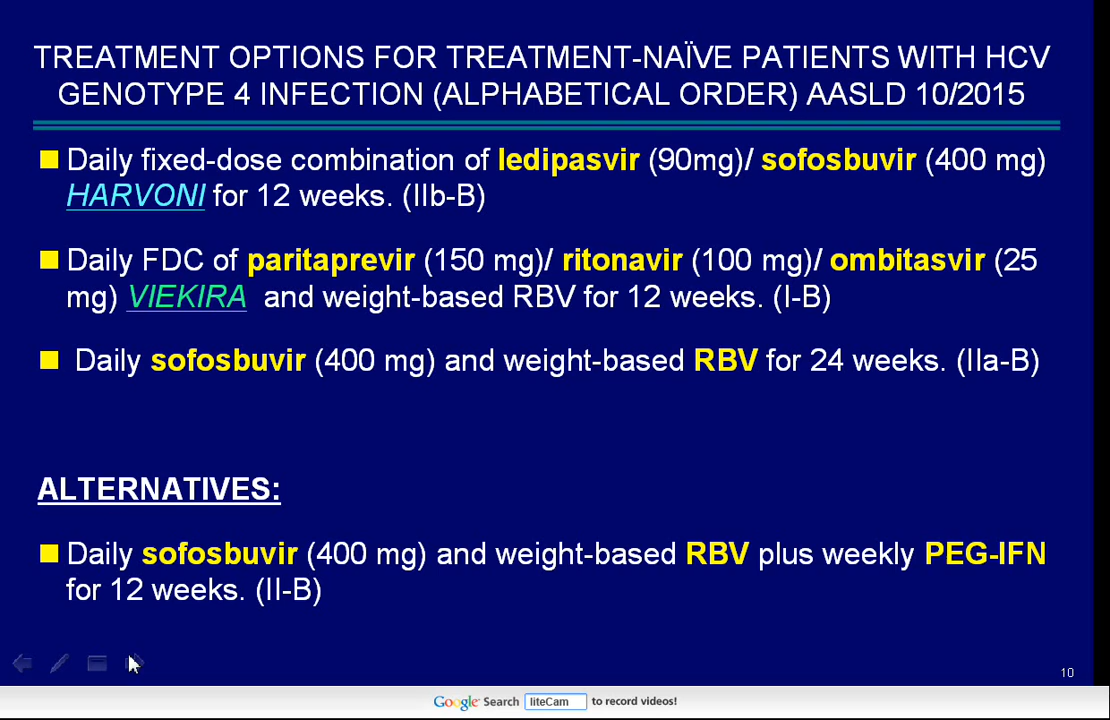 TREATMENT OPTIONS FOR TREATMENT-NAÏVE PATIENTS WITH HCV
GENOTYPE 4 INFECTION (ALPHABETICAL ORDER) AASLD 10/2015
Daily fixed-dose combination of ledipasvir (90mg)/ sofosbuvir (400 mg)
HARVONI for 12 weeks. (IIb-B)
Daily FDC of paritaprevir (150 mg)/ ritonavir (100 mg)/ ombitasvir (25
mg) VIEKIRA and weight-based RBV for 12 weeks. (I-B)
Daily sofosbuvir (400 mg) and weight-based RBV for 24 weeks. (IIa-B)
ALTERNATIVES:
Daily sofosbuvir (400 mg) and weight-based RBV plus weekly PEG-IFN
for 12 weeks. (II-B)
10
Google Search liteCam to record videos!